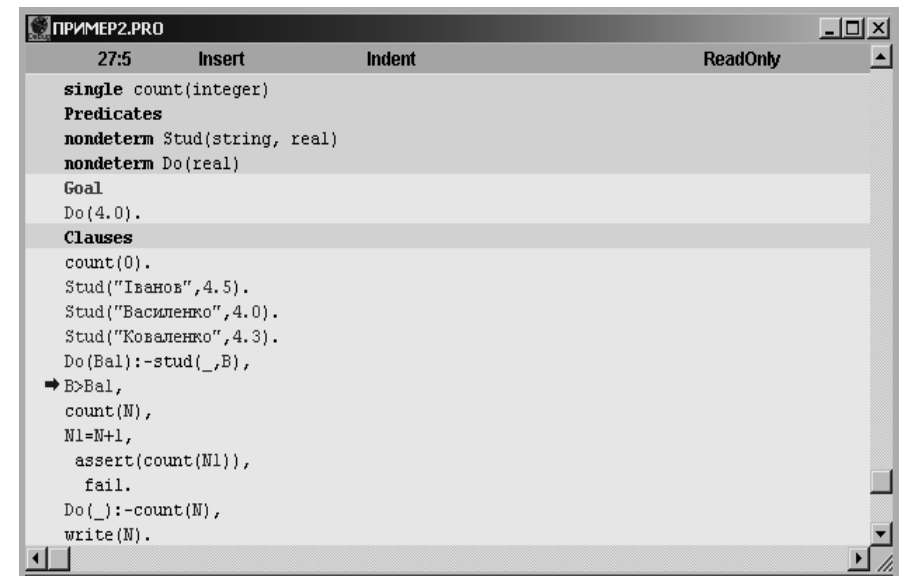 ПРИМЕР2.PRO
27:5 Insert Indent ReadOnly
single count(integer)
Predicates
nondeterm Stud(string, real)
nondeterm Do(real)
Goal
Do(4.0).
Clauses
count(0).
Stud("Іванов",4.5).
Stud("Василенко",4.0).
Stud("Коваленко",4.3).
Do(Bal):-stud(_,B),
B>Bal,
count(N),
N1=N+1,
assert(count(N1)),
fail.
Do(_):-count(N),
write(N).